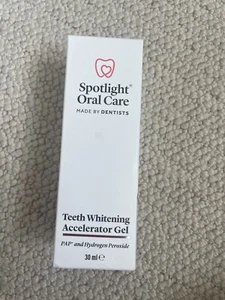 Spotlight®
Oral Care
MADE BY DENTISTS
Teeth Whitening
Accelerator Gel
PAP+ and Hydrogen Peroxide
30 ml e